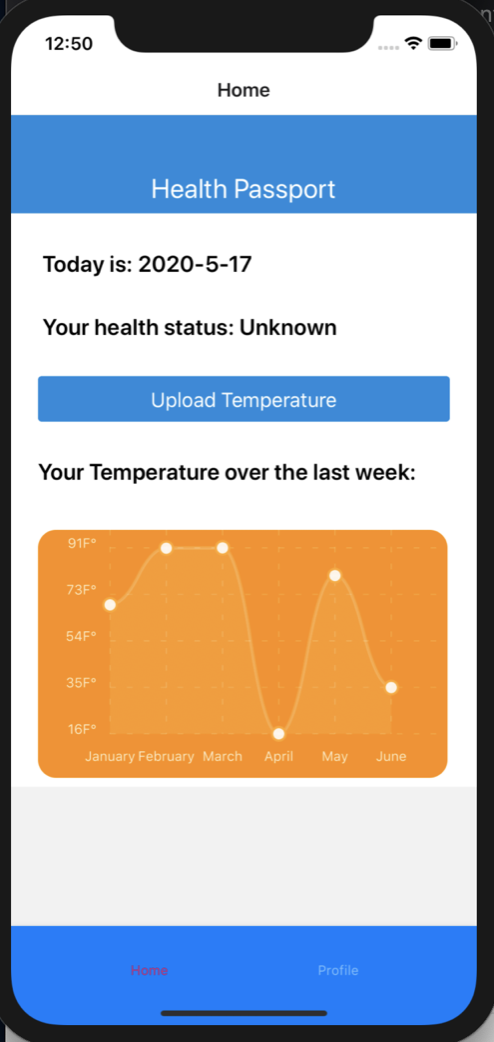 12:50
Home
Health Passport
Today is: 2020-5-17
Your health status: Unknown
Upload Temperature
Your Temperature over the last week:
91F°
73F°
54F°
35F°
16F°
January February March April May June
Home Profile